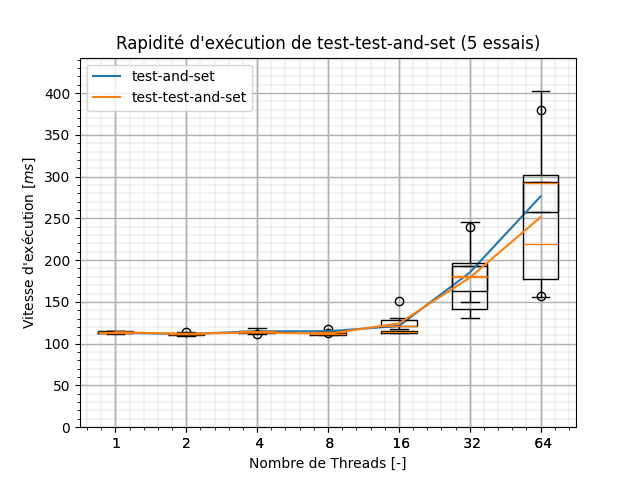 Rapidité d'exécution de test-test-and-set (5 essais)
test-and-set
test-test-and-set
Vitesse d'exécution [ms]
400
350
300
250
200
150
100
50
0
1 2 4 8 16 32 64
Nombre de Threads [-]